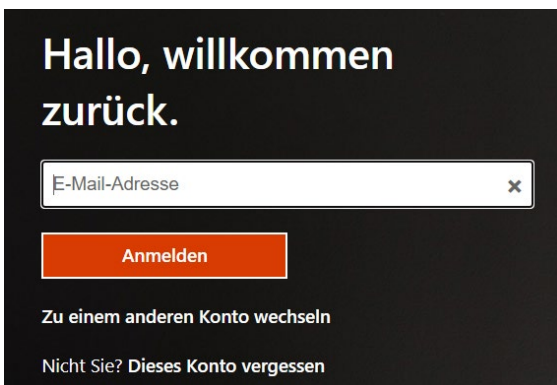 Hallo, willkommen
zurück.
E-Mail-Adresse
Anmelden
Zu einem anderen Konto wechseln
Nicht Sie? Dieses Konto vergessen